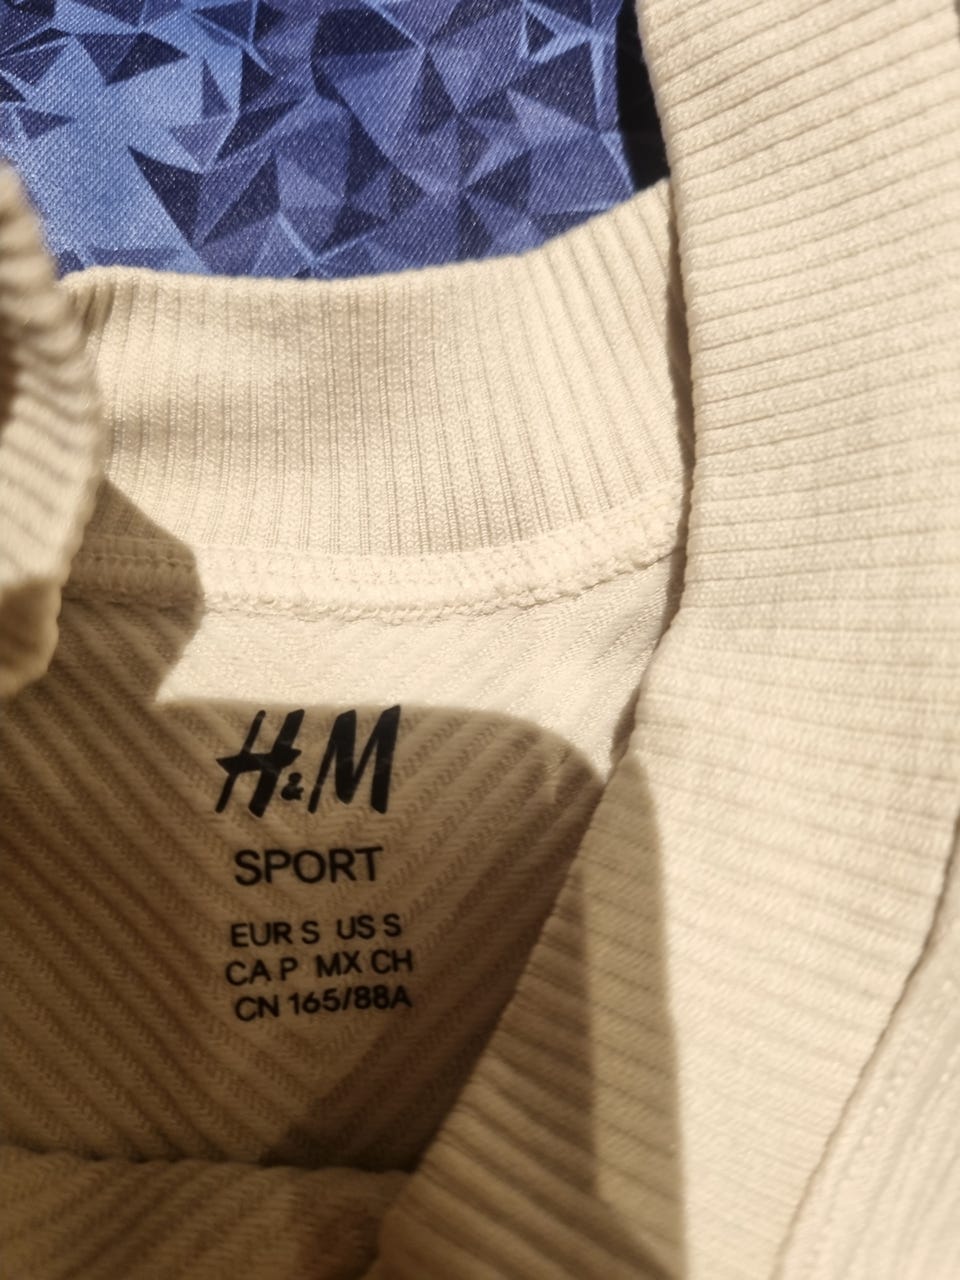 H&M
SPORT
EUR S US S
CA P MX CH
CN 165/88A